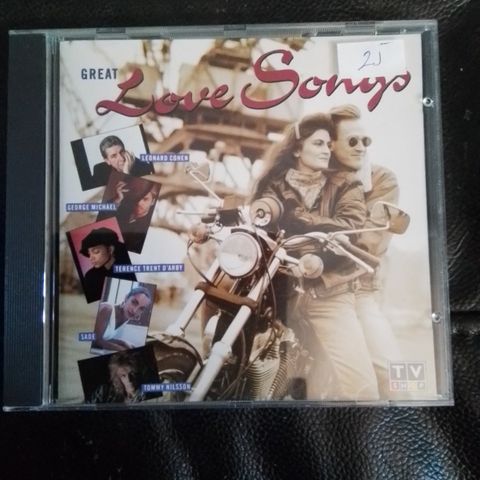 GREAT
Love Songs
25
LEONARD COHEN
GEORGE MICHAEL
TERENCE TRENT D'ARBY
SADE
TOMMY NILSSON
TV
SHOP